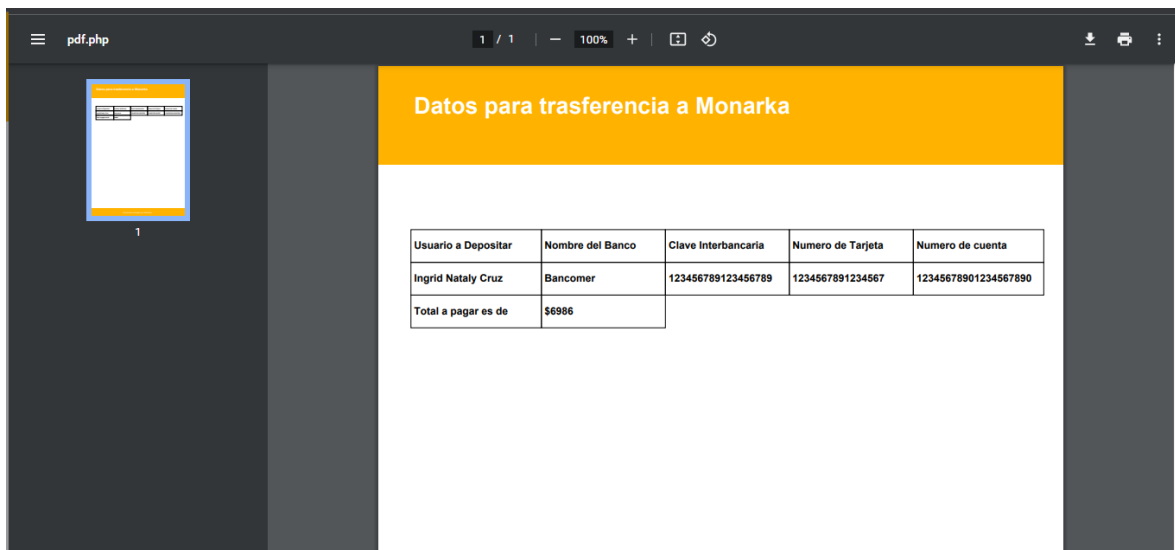 pdf.php
1 / 1
100%
Datos para trasferencia a Monarka
Usuario a Depositar Nombre del Banco Clave Interbancaria Numero de Tarjeta Numero de cuenta
Ingrid Nataly Cruz Bancomer 123456789123456789 1234567891234567 12345678901234567890
Total a pagar es de $6986
1